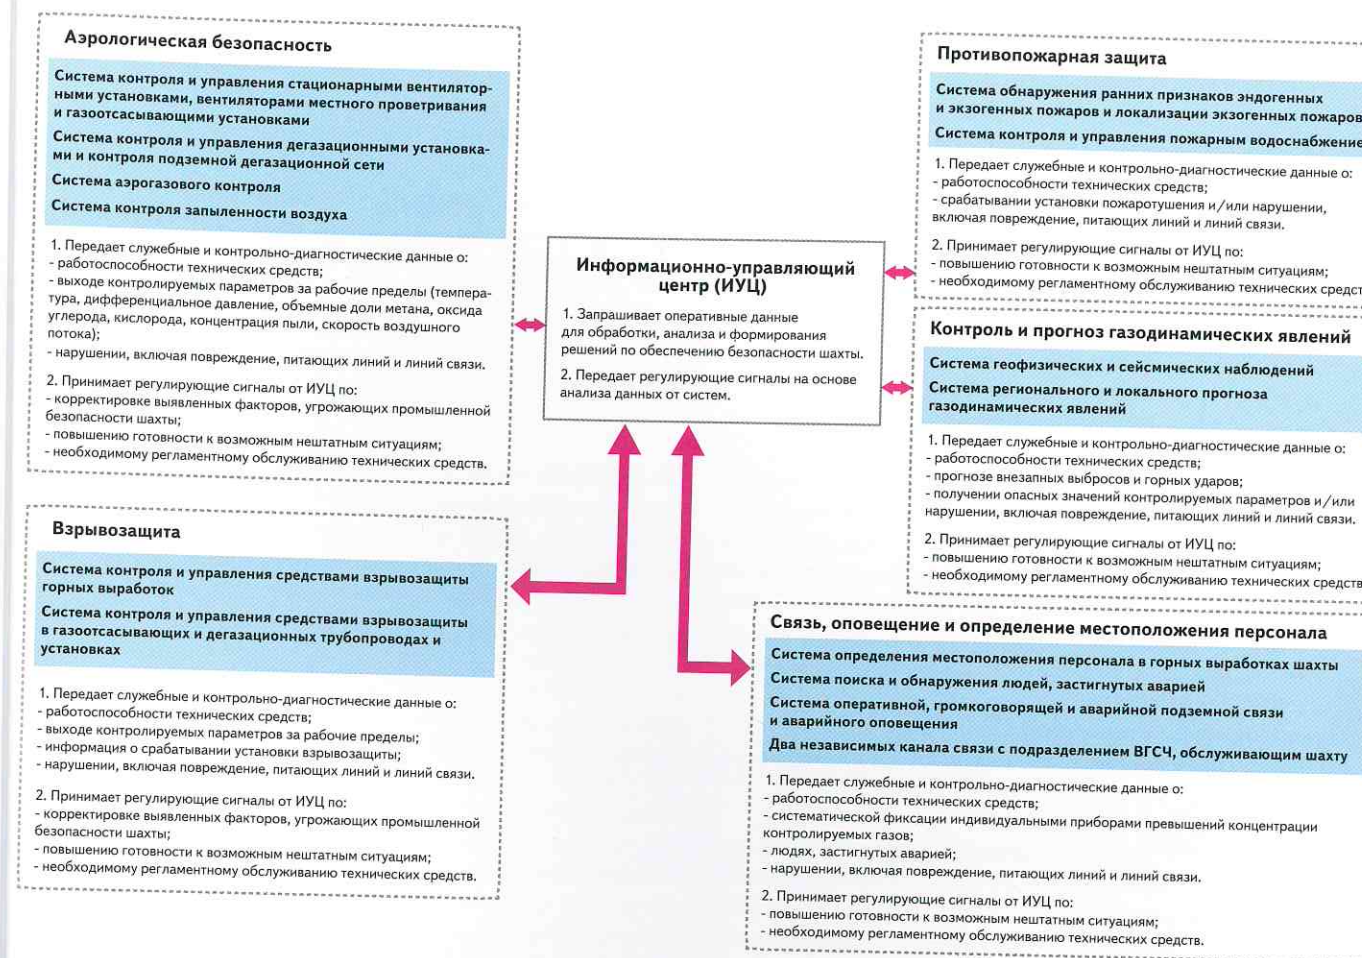 Аэрологическая безопасность
Система контроля и управления стационарными вентилятор-
ными установками, вентиляторами местного проветривания
и газоотсасывающими установками
Система контроля и управления дегазационными установка-
ми и контроля подземной дегазационной сети
Система аэрогазового контроля
Система контроля запыленности воздуха
1. Передает служебные и контрольно-диагностические данные о:
- работоспособности технических средств;
- выходе контролируемых параметров за рабочие пределы (темпера-
тура, дифференциальное давление, объемные доли метана, оксида
углерода, кислорода, концентрация пыли, скорость воздушного
потока);
- нарушении, включая повреждение, питающих линий и линий связи.
2. Принимает регулирующие сигналы от ИУЦ по:
- корректировке выявленных факторов, угрожающих промышленной
безопасности шахты;
- повышению готовности к возможным нештатным ситуациям;
- необходимому регламентному обслуживанию технических средств.
Взрывозащита
Система контроля и управления средствами взрывозащиты
горных выработок
Система контроля и управления средствами взрывозащиты
в газоотсасывающих и дегазационных трубопроводах и
установках
1. Передает служебные и контрольно-диагностические данные о:
- работоспособности технических средств;
- выходе контролируемых параметров за рабочие пределы;
- информация о срабатывании установки взрывозащиты;
- нарушении, включая повреждение, питающих линий и линий связи.
2. Принимает регулирующие сигналы от ИУЦ по:
- корректировке выявленных факторов, угрожающих промышленной
безопасности шахты;
- повышению готовности к возможным нештатным ситуациям;
- необходимому регламентному обслуживанию технических средств.
Информационно-управляющий
центр (ИУЦ)
1. Запрашивает оперативные данные
для обработки, анализа и формирования
решений по обеспечению безопасности шахты.
2. Передает регулирующие сигналы на основе
анализа данных от систем.
Противопожарная защита
Система обнаружения ранних признаков эндогенных
и экзогенных пожаров и локализации экзогенных пожаров
Система контроля и управления пожарным водоснабжение
1. Передает служебные и контрольно-диагностические данные о:
- работоспособности технических средств;
- срабатывании установки пожаротушения и/или нарушении,
включая повреждение, питающих линий и линий связи.
2. Принимает регулирующие сигналы от ИУЦ по:
- повышению готовности к возможным нештатным ситуациям;
- необходимому регламентному обслуживанию технических средст
Контроль и прогноз газодинамических явлений
Система геофизических и сейсмических наблюдений
Система регионального и локального прогноза
газодинамических явлений
1. Передает служебные и контрольно-диагностические данные о:
- работоспособности технических средств;
- прогнозе внезапных выбросов и горных ударов;
- получении опасных значений контролируемых параметров и/или
нарушении, включая повреждение, питающих линий и линий связи.
2. Принимает регулирующие сигналы от ИУЦ по:
- повышению готовности к возможным нештатным ситуациям;
- необходимому регламентному обслуживанию технических средств
Связь, оповещение и определение местоположения персонала
Система определения местоположения персонала в горных выработках шахты
Система поиска и обнаружения людей, застигнутых аварией
Система оперативной, громкоговорящей и аварийной подземной связи
и аварийного оповещения
Два независимых канала связи с подразделением ВГСЧ, обслуживающим шахту
1. Передает служебные и контрольно-диагностические данные о:
- работоспособности технических средств;
- систематической фиксации индивидуальными приборами превышений концентрации
контролируемых газов;
- людях, застигнутых аварией;
- нарушении, включая повреждение, питающих линий и линий связи.
2. Принимает регулирующие сигналы от ИУЦ по:
- повышению готовности к возможным нештатным ситуациям;
- необходимому регламентному обслуживанию технических средств.